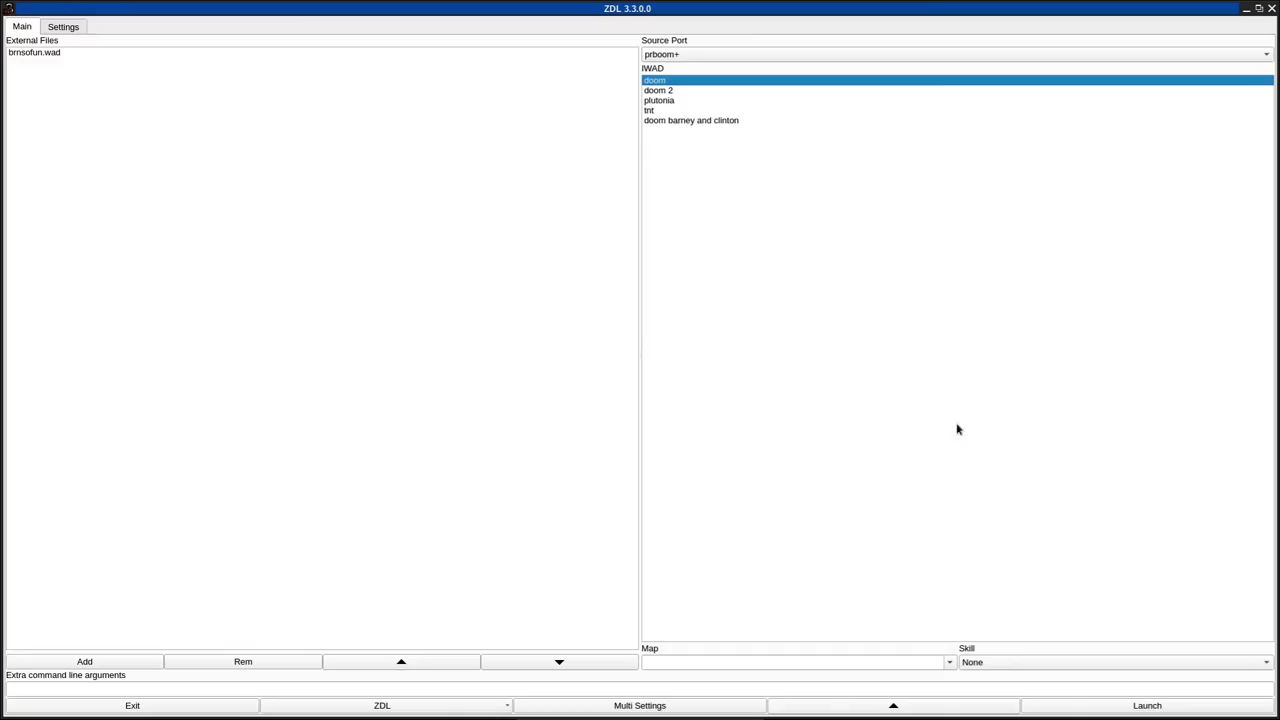 ZDL 3.3.0.0
Main
Settings
External Files
brnsofun.wad
Source Port
prboom+
IWAD
doom
doom 2
plutonia
tnt
doom barney and clinton
Map
Skill
None
Add
Rem
Extra command line arguments
Exit
ZDL
Multi Settings
Launch